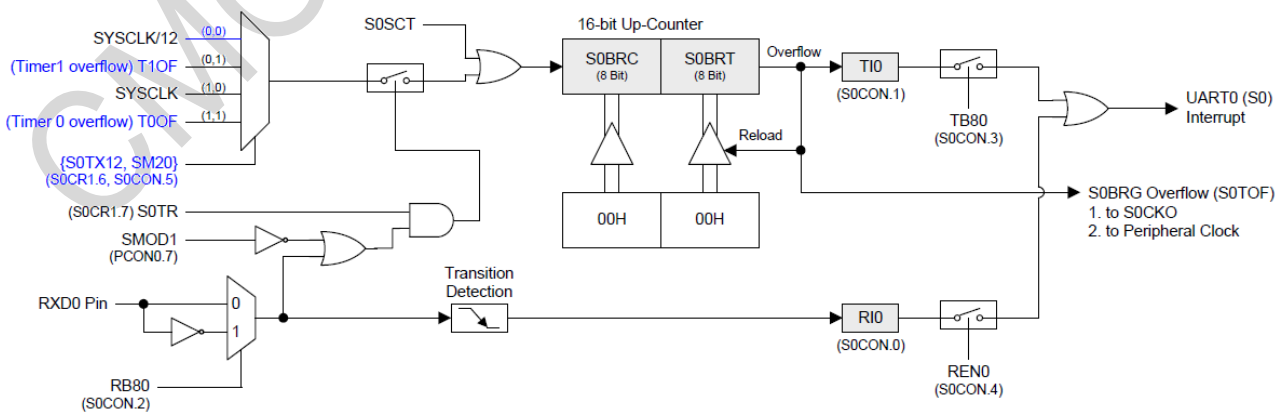 S0SCT
16-bit Up-Counter
SYSCLK/12
(0,0)
(Timer1 overflow) T1OF
(0,1)
SYSCLK
(1,0)
(Timer 0 overflow) T0OF
(1,1)
{S0TX12, SM20}
(S0CR1.6, S0CON.5)
S0BRC
(8 Bit)
S0BRT
(8 Bit)
Overflow
TI0
(S0CON.1)
TB80
(S0CON.3)
UART0 (S0)
Interrupt
Reload
(S0CR1.7) S0TR
00H
00H
S0BRG Overflow (S0TOF)
1. to S0CKO
2. to Peripheral Clock
SMOD1
(PCON0.7)
Transition
Detection
RXD0 Pin
0
1
RI0
(S0CON.0)
REN0
(S0CON.4)
RB80
(S0CON.2)